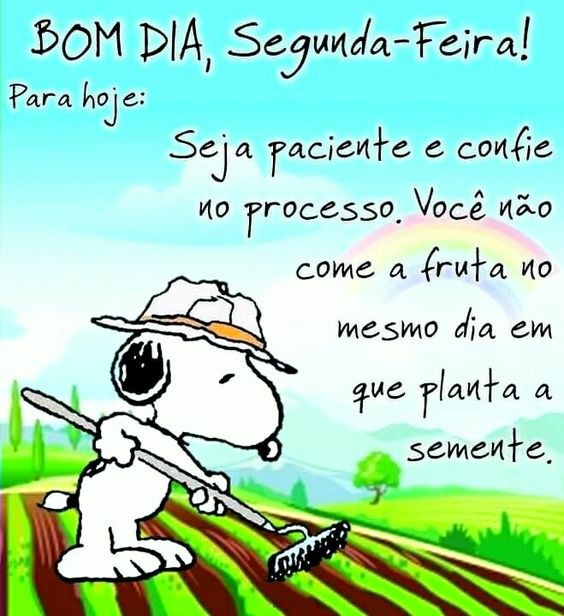 BOM DIA, Segunda-Feira!
Para hoje:
Seja paciente e confie
no processo. Você não
come a fruta no
mesmo dia em
que planta a
semente.